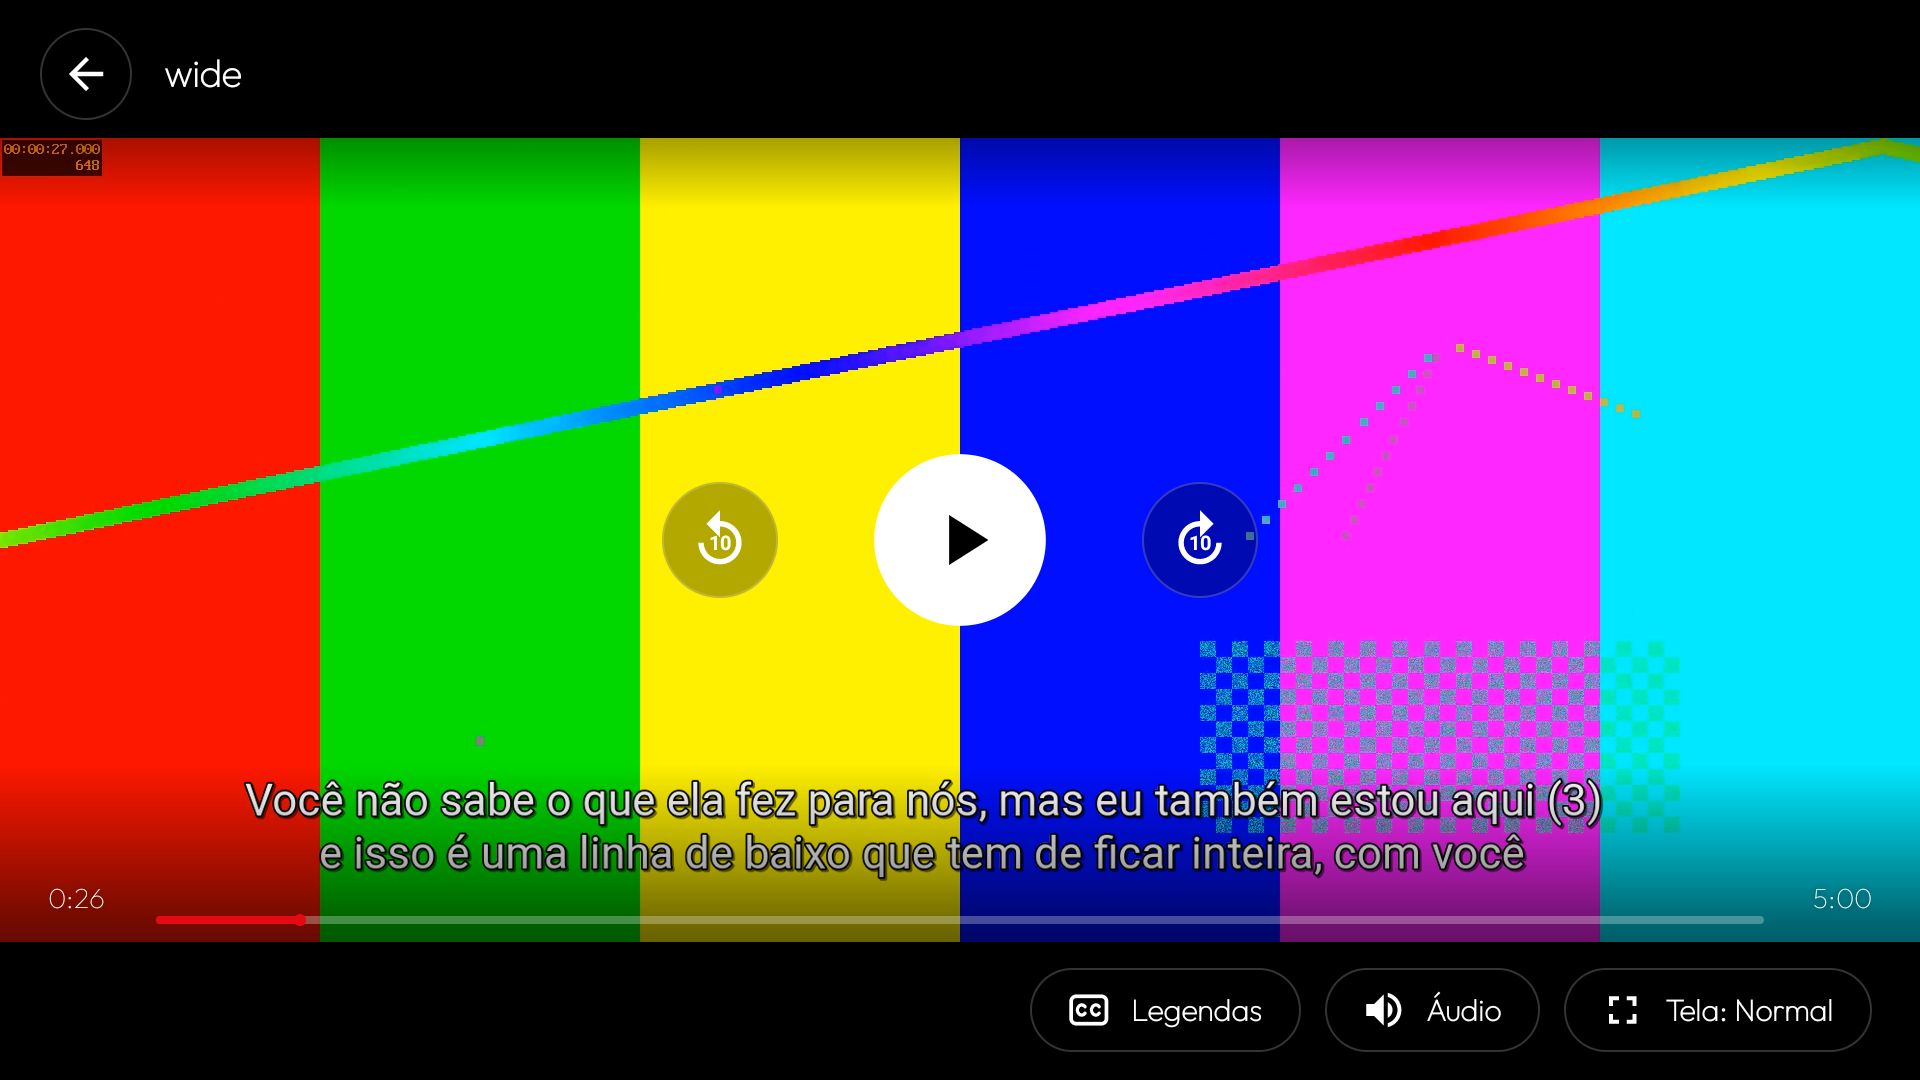 wide
00:00:27.000
648
10
10
Você não sabe o que ela fez para nós, mas eu também estou aqui (3)
e isso é uma linha de baixo que tem de ficar inteira, com você
0:26
5:00
CC Legendas
Áudio
Tela: Normal